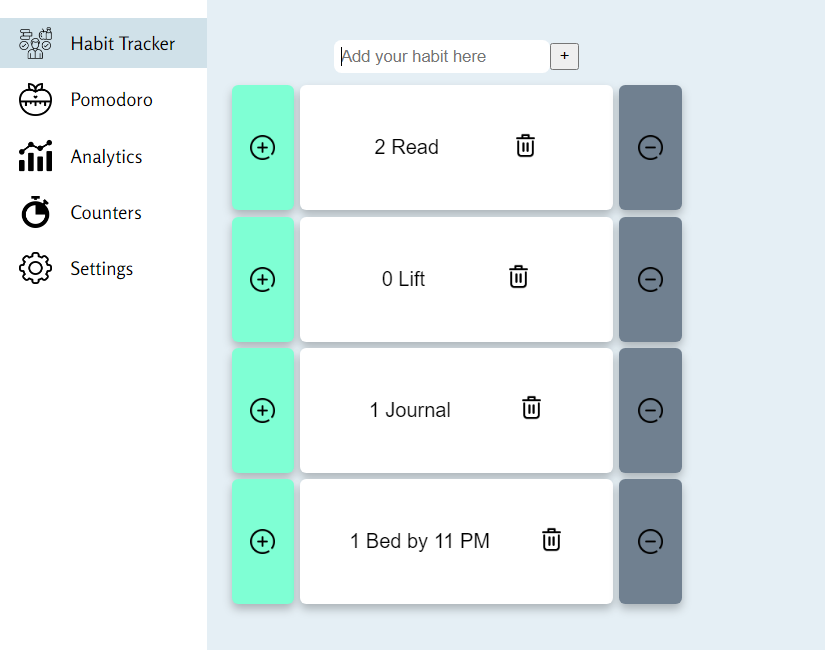 Habit Tracker
Pomodoro
Analytics
Counters
Settings
Add your habit here +
2 Read
0 Lift
1 Journal
1 Bed by 11 PM